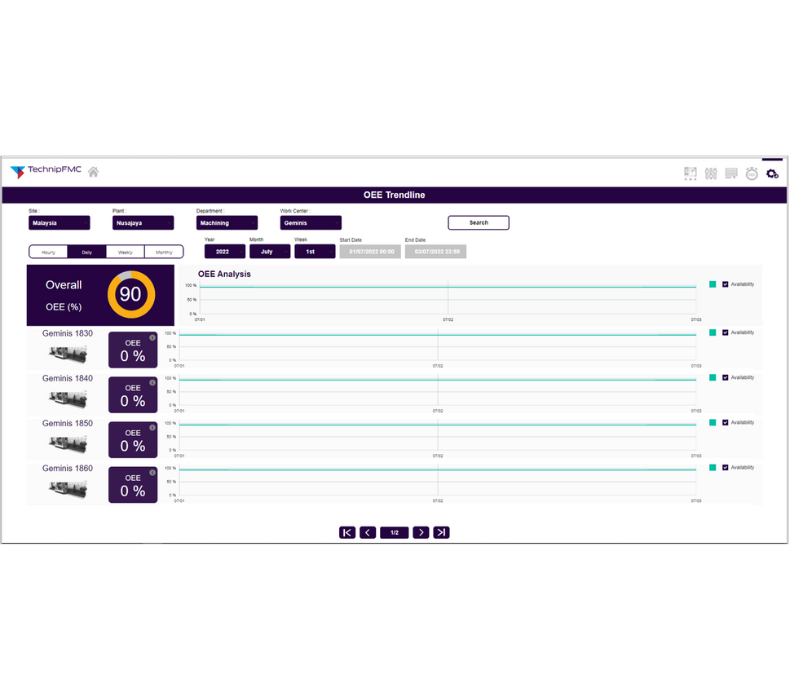 TechnipFMC
OEE Trendline
Site : Plant : Department : Work Center :
Malaysia Nusajaya Machining Geminis Search
Year Month Week Start Date End Date
Hourly Daily Weekly Monthly 2022 July 1st 01/07/2022 00:00 03/07/2022 23:59
Overall
OEE (%)
90
OEE Analysis
100 %
50 %
0 %
07/01 07/02 07/03
Availability
Geminis 1830
OEE
0 %
100 %
50 %
0 %
07/01 07/02 07/03
Availability
Geminis 1840
OEE
0 %
100 %
50 %
0 %
07/01 07/02 07/03
Availability
Geminis 1850
OEE
0 %
100 %
50 %
0 %
07/01 07/02 07/03
Availability
Geminis 1860
OEE
0 %
100 %
50 %
0 %
07/01 07/02 07/03
Availability
1/2